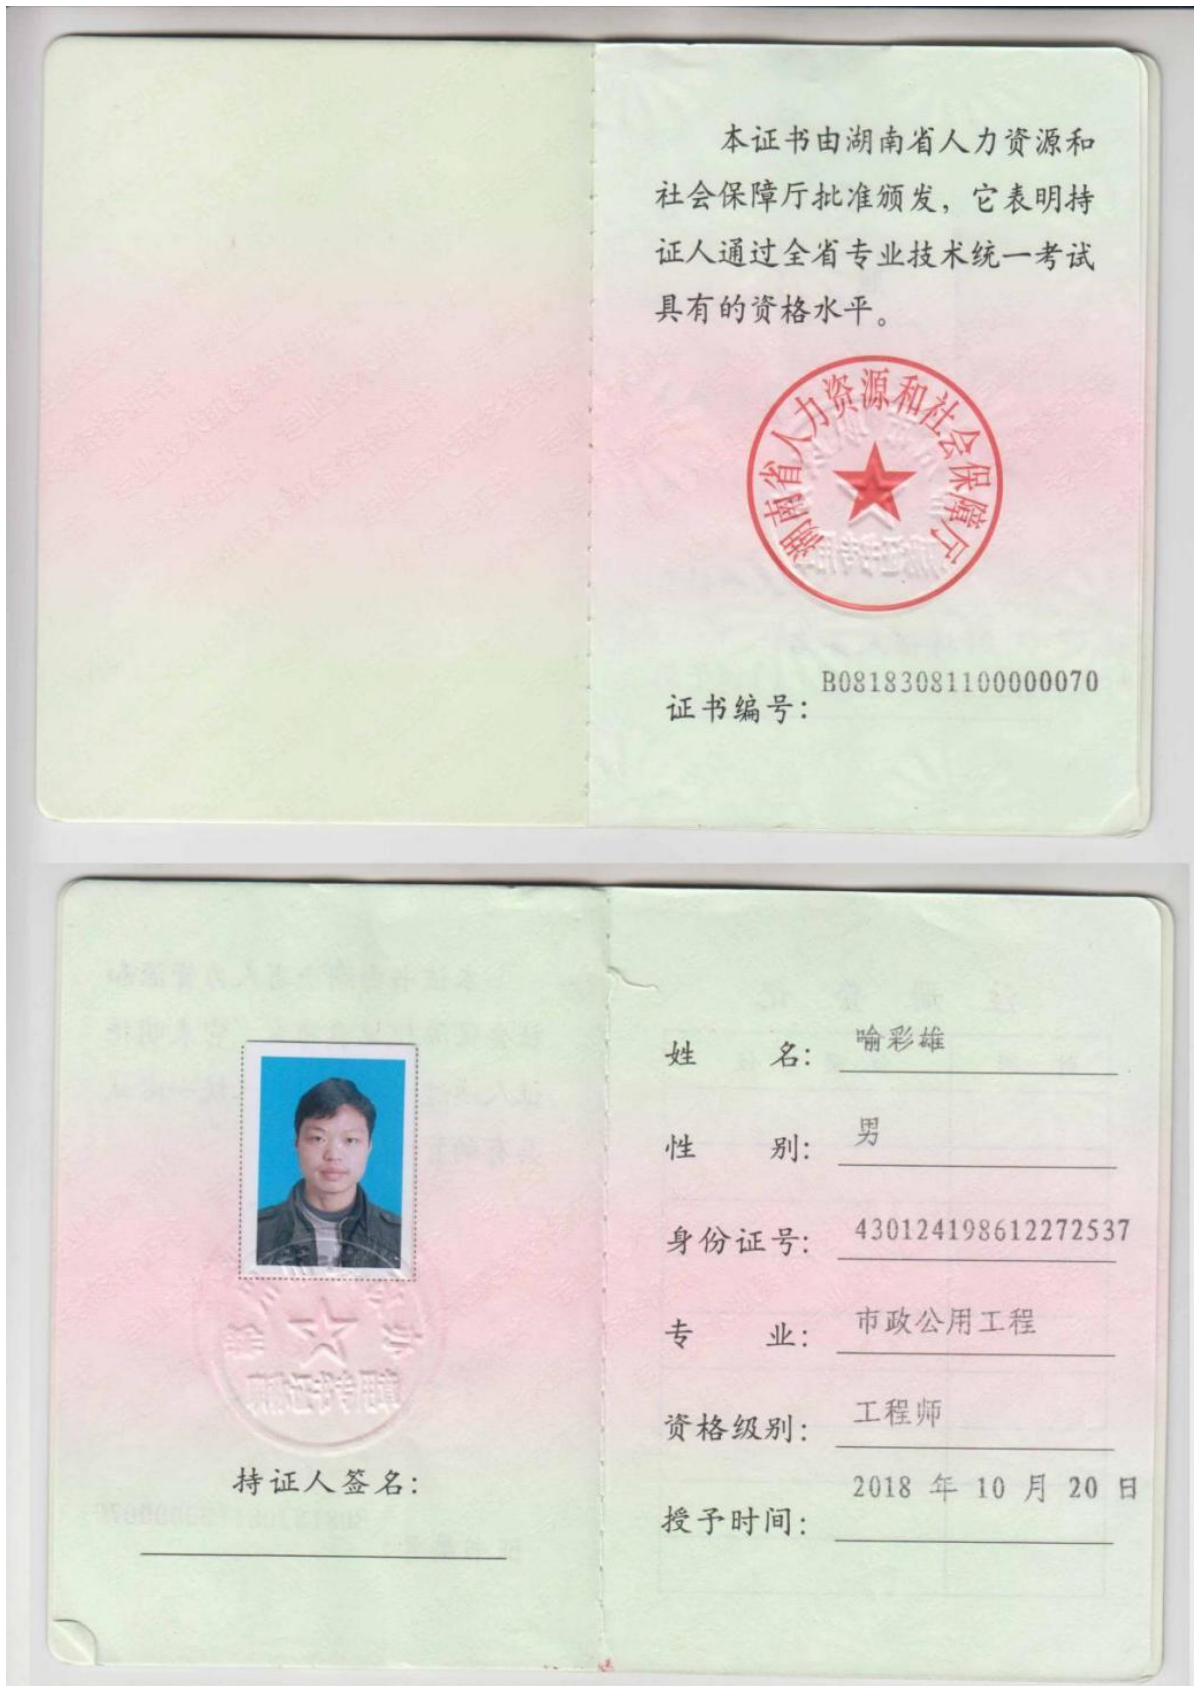 本证书由湖南省人力资源和
社会保障厅批准颁发，它表明持
证人通过全省专业技术统一考试
具有的资格水平。
湖南省人力资源和社会保障厅
证书编号：B08183081100000070
姓名：喻彩雄
性别：男
身份证号：430124198612272537
专业：市政公用工程
资格级别：工程师
授予时间：2018 年 10 月 20 日
持证人签名：